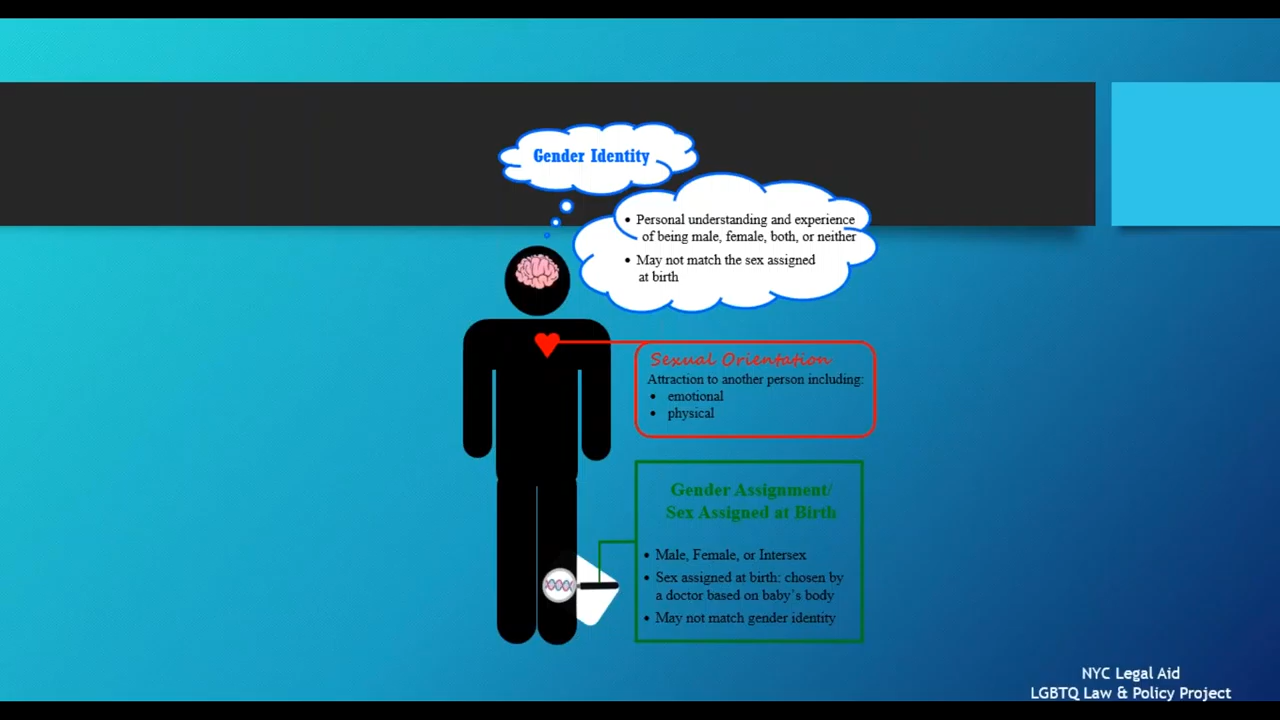 Gender Identity
• Personal understanding and experience
of being male, female, both, or neither
• May not match the sex assigned
at birth
Sexual Orientation
Attraction to another person including:
• emotional
• physical
Gender Assignment/
Sex Assigned at Birth
• Male, Female, or Intersex
• Sex assigned at birth: chosen by
a doctor based on baby's body
• May not match gender identity
NYC Legal Aid
LGBTQ Law & Policy Project